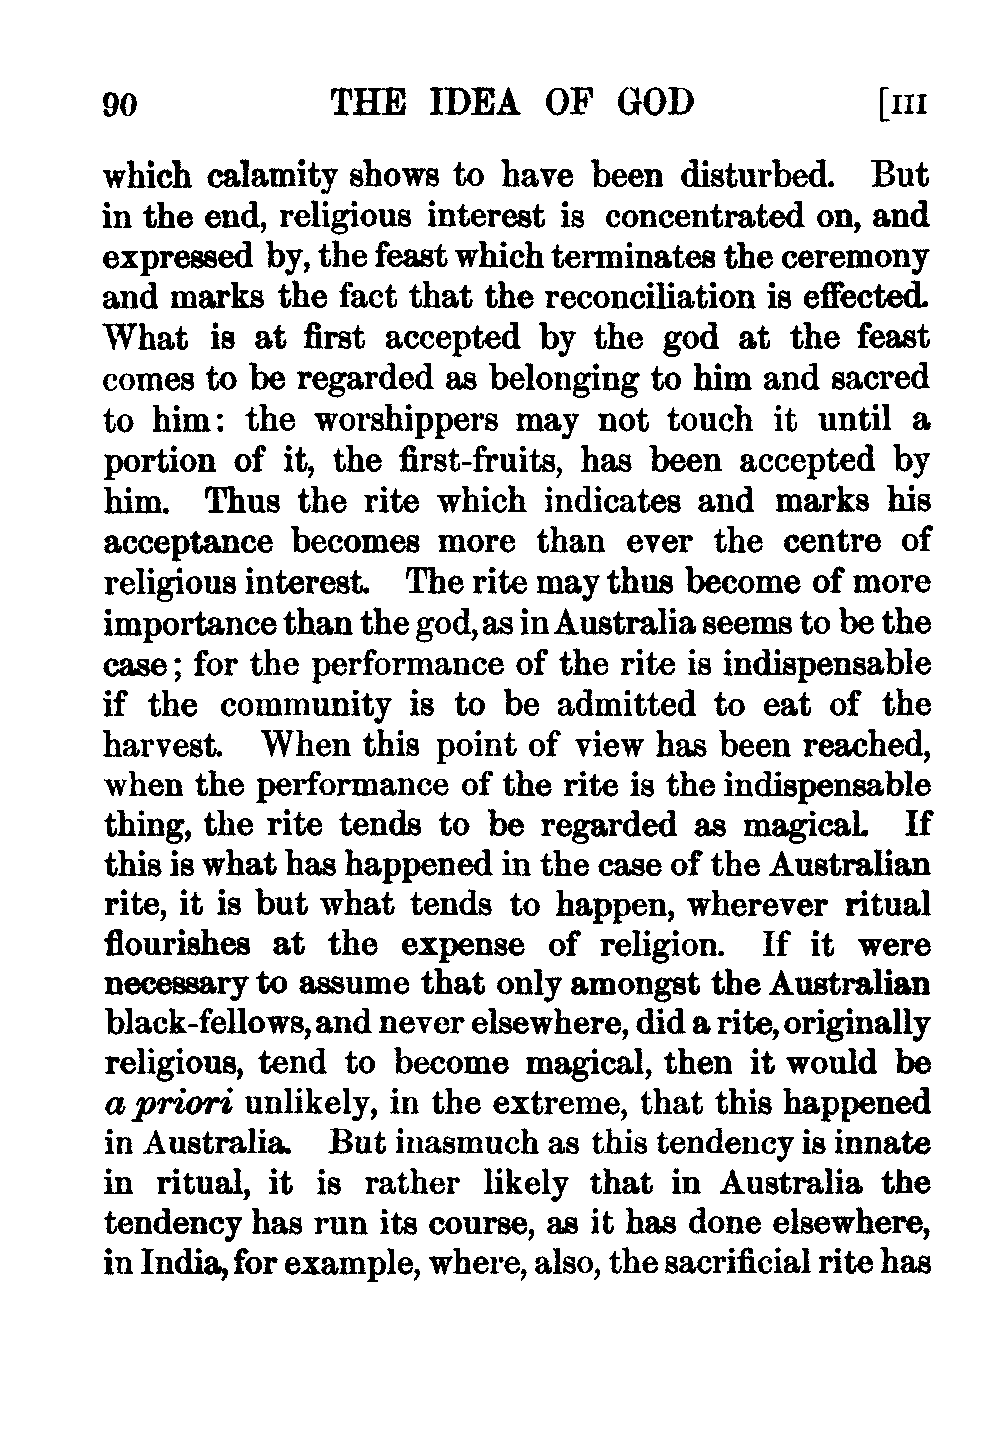 90 THE IDEA OF GOD [III
which calamity shows to have been disturbed. But
in the end, religious interest is concentrated on, and
expressed by, the feast which terminates the ceremony
and marks the fact that the reconciliation is effected.
What is at first accepted by the god at the feast
comes to be regarded as belonging to him and sacred
to him: the worshippers may not touch it until a
portion of it, the first-fruits, has been accepted by
him. Thus the rite which indicates and marks his
acceptance becomes more than ever the centre of
religious interest. The rite may thus become of more
importance than the god, as in Australia seems to be the
case; for the performance of the rite is indispensable
if the community is to be admitted to eat of the
harvest. When this point of view has been reached,
when the performance of the rite is the indispensable
thing, the rite tends to be regarded as magical. If
this is what has happened in the case of the Australian
rite, it is but what tends to happen, wherever ritual
flourishes at the expense of religion. If it were
necessary to assume that only amongst the Australian
black-fellows, and never elsewhere, did a rite, originally
religious, tend to become magical, then it would be
a priori unlikely, in the extreme, that this happened
in Australia. But inasmuch as this tendency is innate
in ritual, it is rather likely that in Australia the
tendency has run its course, as it has done elsewhere,
in India, for example, where, also, the sacrificial rite has